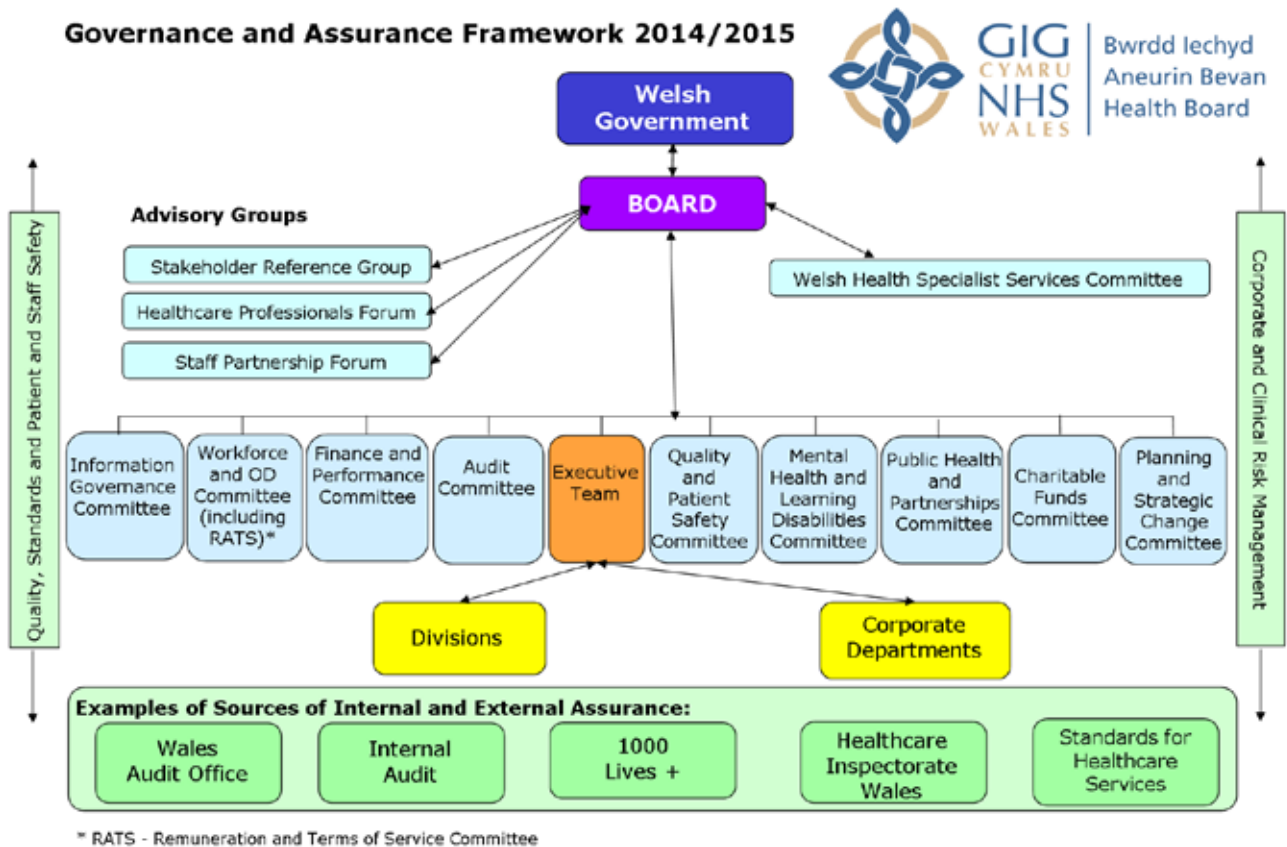 Governance and Assurance Framework 2014/2015
GIG
CYMRU
NHS
WALES
Bwrdd Iechyd
Aneurin Bevan
Health Board
Welsh
Government
BOARD
Advisory Groups
Stakeholder Reference Group
Healthcare Professionals Forum
Staff Partnership Forum
Welsh Health Specialist Services Committee
Quality, Standards and Patient and Staff Safety
Corporate and Clinical Risk Management
Information
Governance
Committee
Workforce
and OD
Committee
(including
RATS)*
Finance and
Performance
Committee
Audit
Committee
Executive
Team
Quality
and
Patient
Safety
Committee
Mental
Health and
Learning
Disabilities
Committee
Public Health
and
Partnerships
Committee
Charitable
Funds
Committee
Planning
and
Strategic
Change
Committee
Divisions
Corporate
Departments
Examples of Sources of Internal and External Assurance:
Wales
Audit Office
Internal
Audit
1000
Lives +
Healthcare
Inspectorate
Wales
Standards for
Healthcare
Services
* RATS - Remuneration and Terms of Service Committee